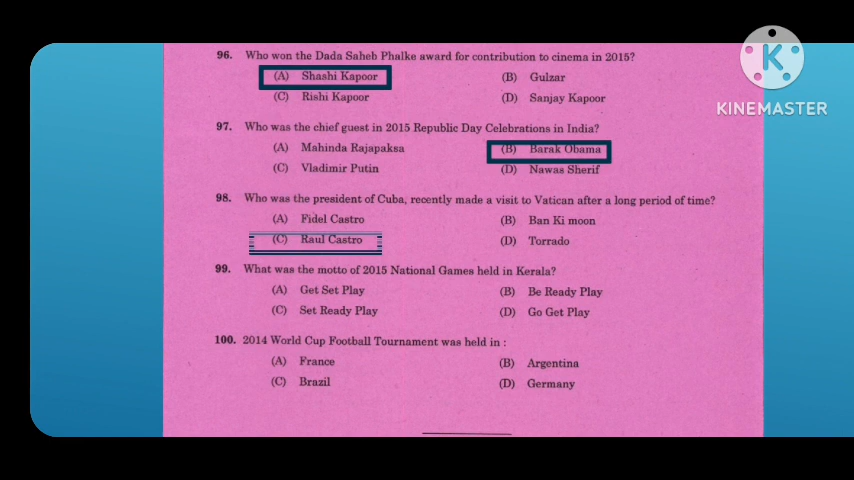 96. Who won the Dada Saheb Phalke award for contribution to cinema in 2015?
(A) Shashi Kapoor (B) Gulzar
(C) Rishi Kapoor (D) Sanjay Kapoor
KINEMASTER
97. Who was the chief guest in 2015 Republic Day Celebrations in India?
(A) Mahinda Rajapaksa (B) Barak Obama
(C) Vladimir Putin (D) Nawas Sherif
98. Who was the president of Cuba, recently made a visit to Vatican after a long period of time?
(A) Fidel Castro (B) Ban Ki moon
(C) Raul Castro (D) Torrado
99. What was the motto of 2015 National Games held in Kerala?
(A) Get Set Play (B) Be Ready Play
(C) Set Ready Play (D) Go Get Play
100. 2014 World Cup Football Tournament was held in :
(A) France (B) Argentina
(C) Brazil (D) Germany